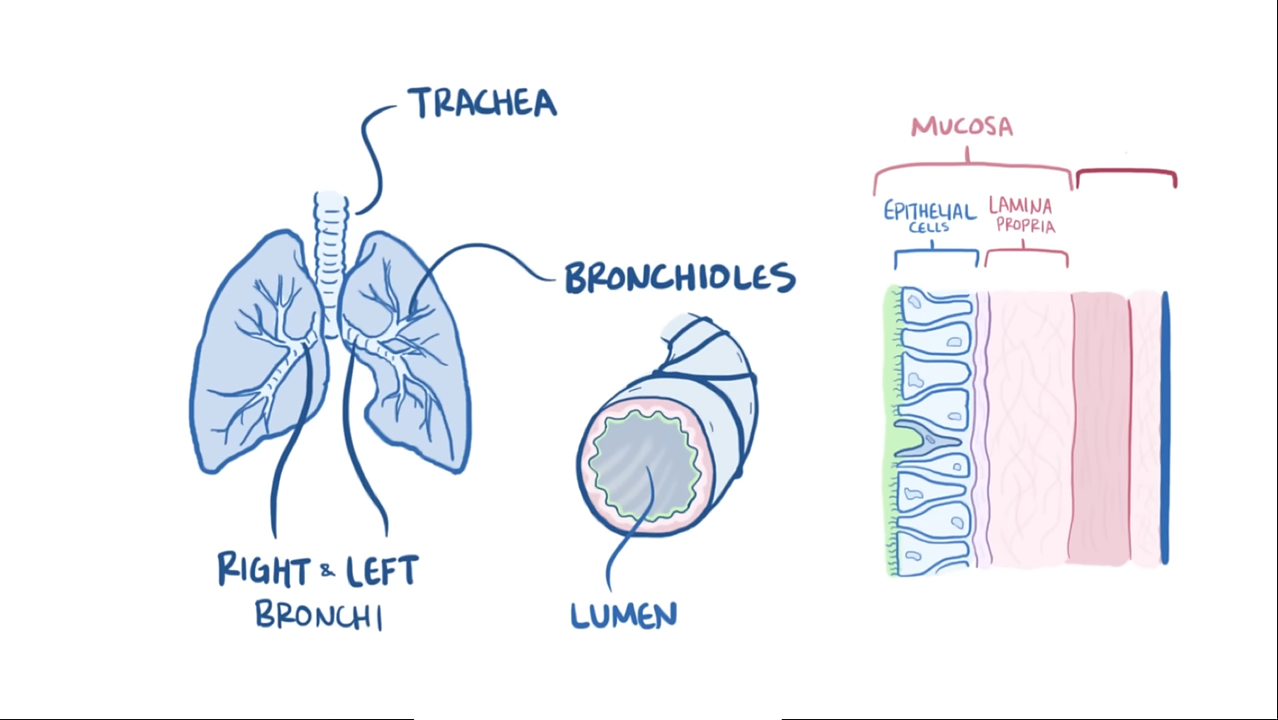 TRACHEA
BRONCHIOLES
RIGHT & LEFT
BRONCHI
LUMEN
MUCOSA
EPITHELIAL
CELLS
LAMINA
PROPRIA